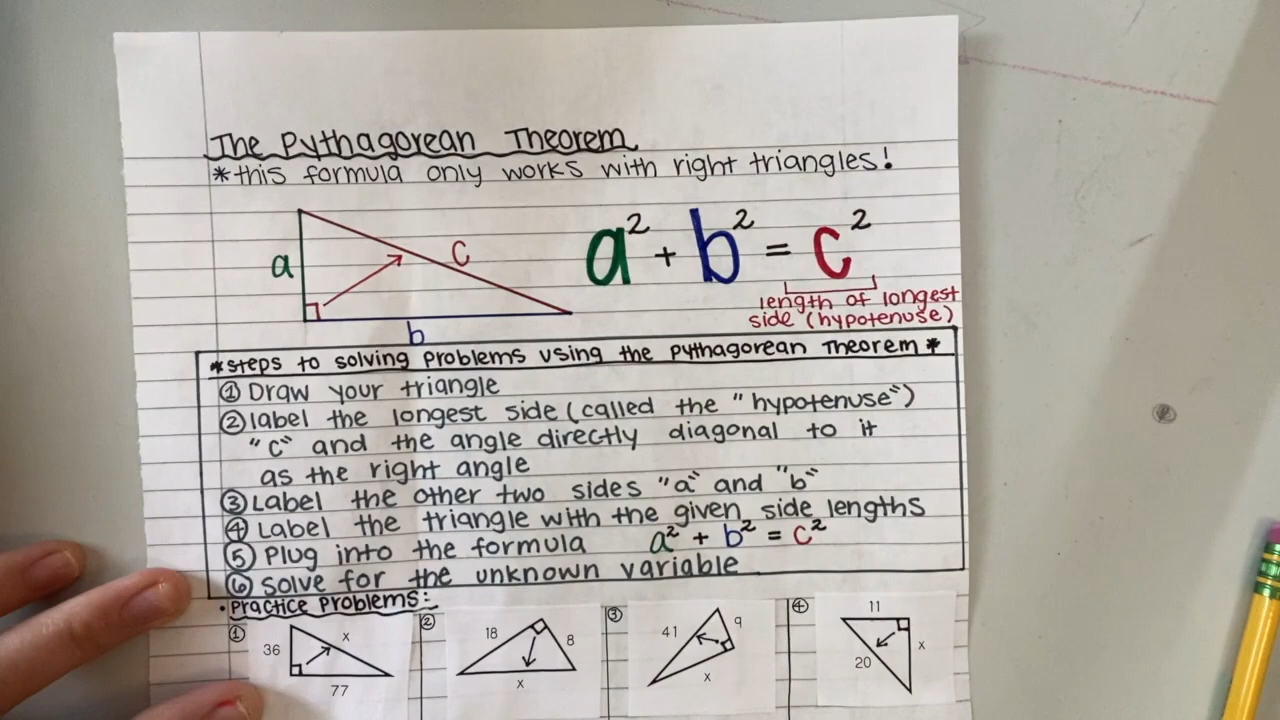 The Pythagorean Theorem
*this formula only works with right triangles!
a
c
b
a² + b² = c²
length of longest
side (hypotenuse)
*steps to solving problems using the pythagorean Theorem*
① Draw your triangle
② label the longest side (called the "hypotenuse")
"c" and the angle directly diagonal to it
as the right angle
③ Label the other two sides "a" and "b"
④ Label the triangle with the given side lengths
⑤ Plug into the formula a² + b² = c²
⑥ solve for the unknown variable
• Practice Problems:
①
36
x
77
②
18
8
x
③
41
9
x
④
11
x
20